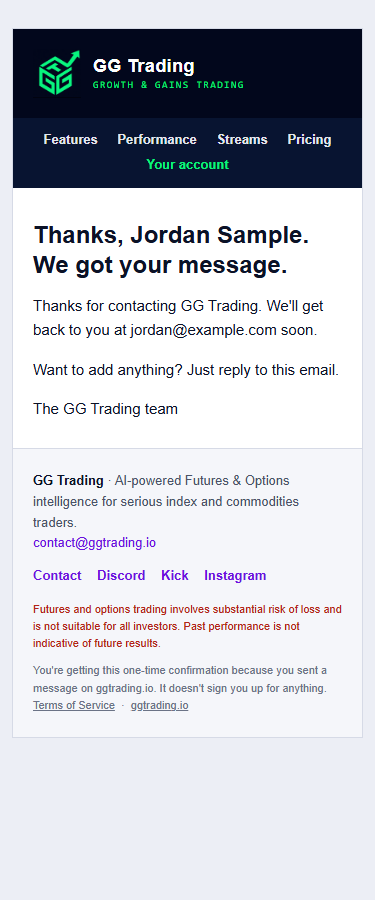 GG Trading
GROWTH & GAINS TRADING
Features Performance Streams Pricing
Your account
Thanks, Jordan Sample.
We got your message.
Thanks for contacting GG Trading. We'll get
back to you at jordan@example.com soon.
Want to add anything? Just reply to this email.
The GG Trading team
GG Trading · AI-powered Futures & Options
intelligence for serious index and commodities
traders.
contact@ggtrading.io
Contact Discord Kick Instagram
Futures and options trading involves substantial risk of loss and
is not suitable for all investors. Past performance is not
indicative of future results.
You're getting this one-time confirmation because you sent a
message on ggtrading.io. It doesn't sign you up for anything.
Terms of Service · ggtrading.io